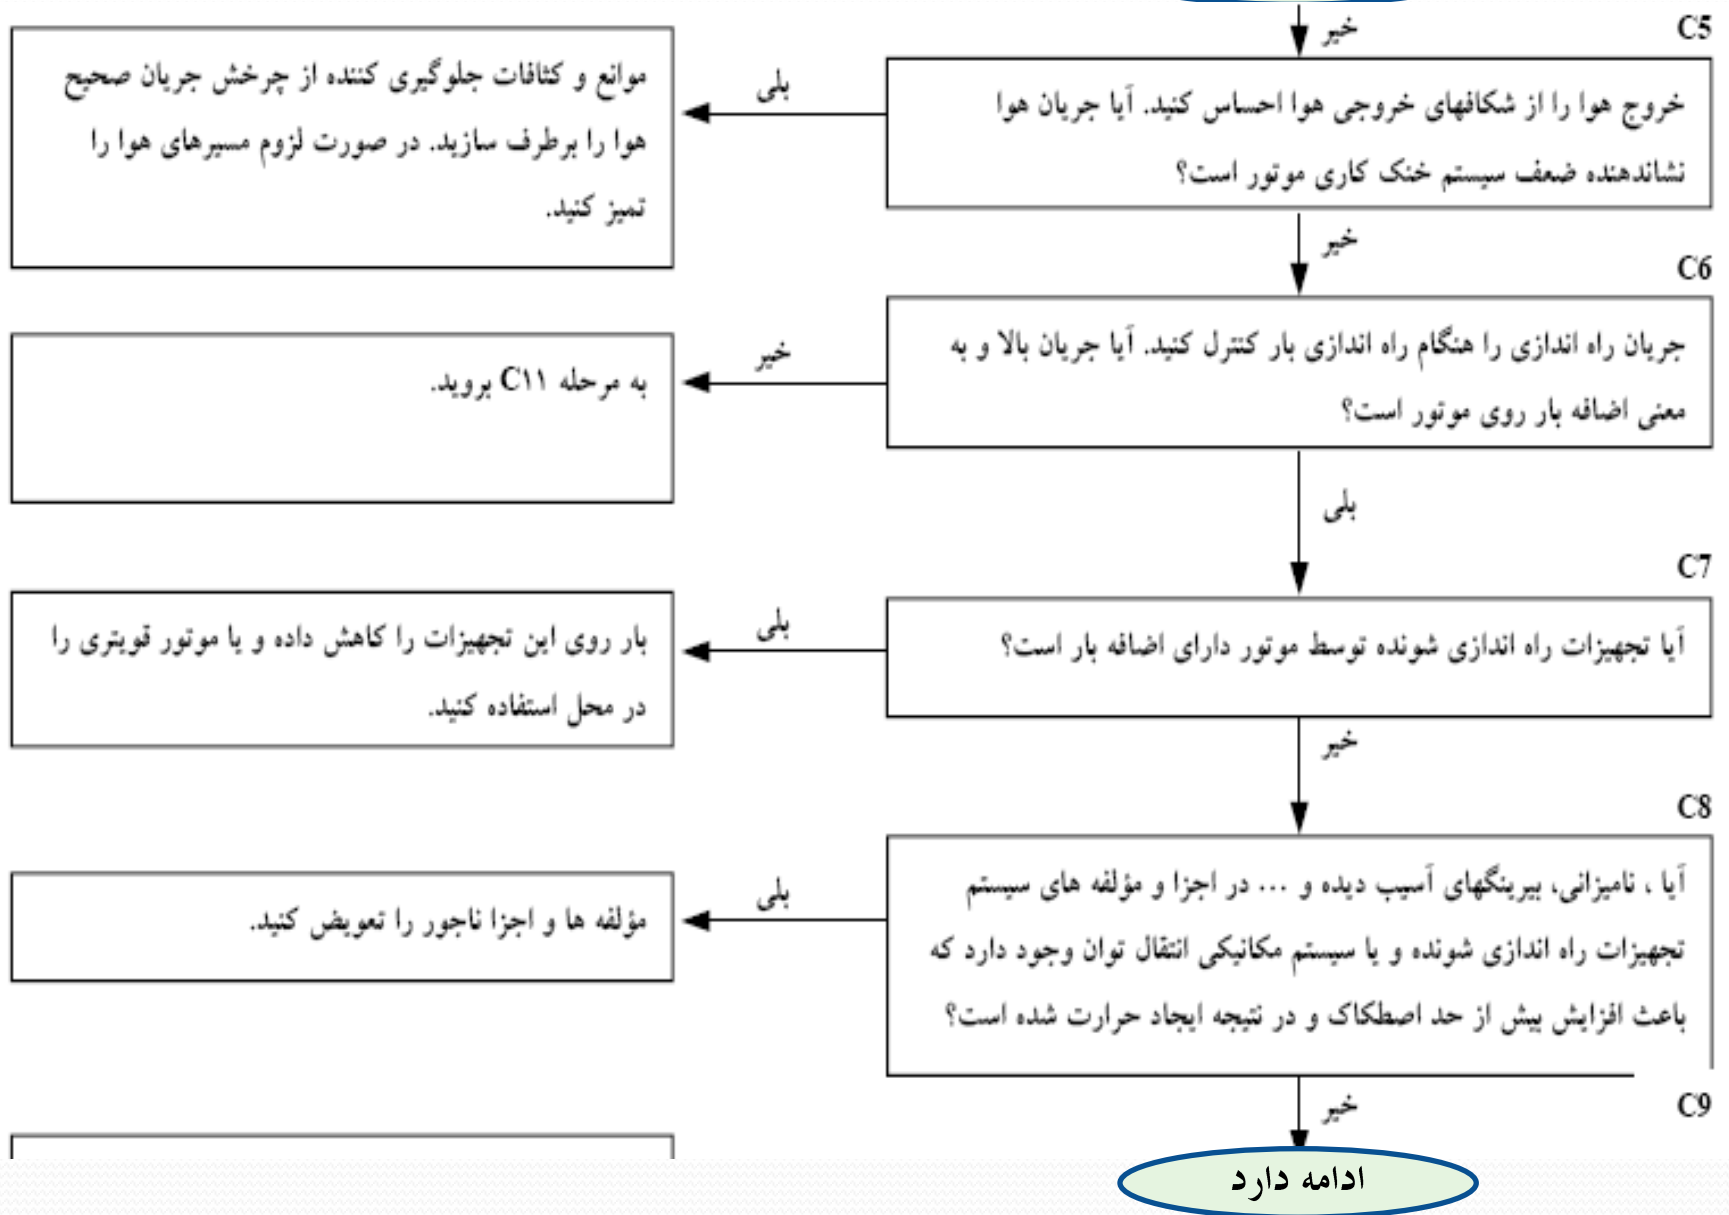 خیر
C5
خروج هوا را از شکافهای خروجی هوا احساس کنید. آیا جریان هوا
نشاندهنده ضعف سیستم خنک کاری موتور است؟
بلی
موانع و کثافات جلوگیری کننده از چرخش جریان صحیح
هوا را برطرف سازید. در صورت لزوم مسیرهای هوا را
تمیز کنید.
خیر
C6
جریان راه اندازی را هنگام راه اندازی بار کنترل کنید. آیا جریان بالا و به
معنی اضافه بار روی موتور است؟
خیر
به مرحله C۱۱ بروید.
بلی
C7
آیا تجهیزات راه اندازی شونده توسط موتور دارای اضافه بار است؟
بلی
بار روی این تجهیزات را کاهش داده و یا موتور قویتری را
در محل استفاده کنید.
خیر
C8
آیا ، نامیزانی، بیرینگهای آسیب دیده و ... در اجزا و مؤلفه های سیستم
تجهیزات راه اندازی شونده و یا سیستم مکانیکی انتقال توان وجود دارد که
باعث افزایش بیش از حد اصطکاک و در نتیجه ایجاد حرارت شده است؟
بلی
مؤلفه ها و اجزا ناجور را تعویض کنید.
خیر
C9
ادامه دارد